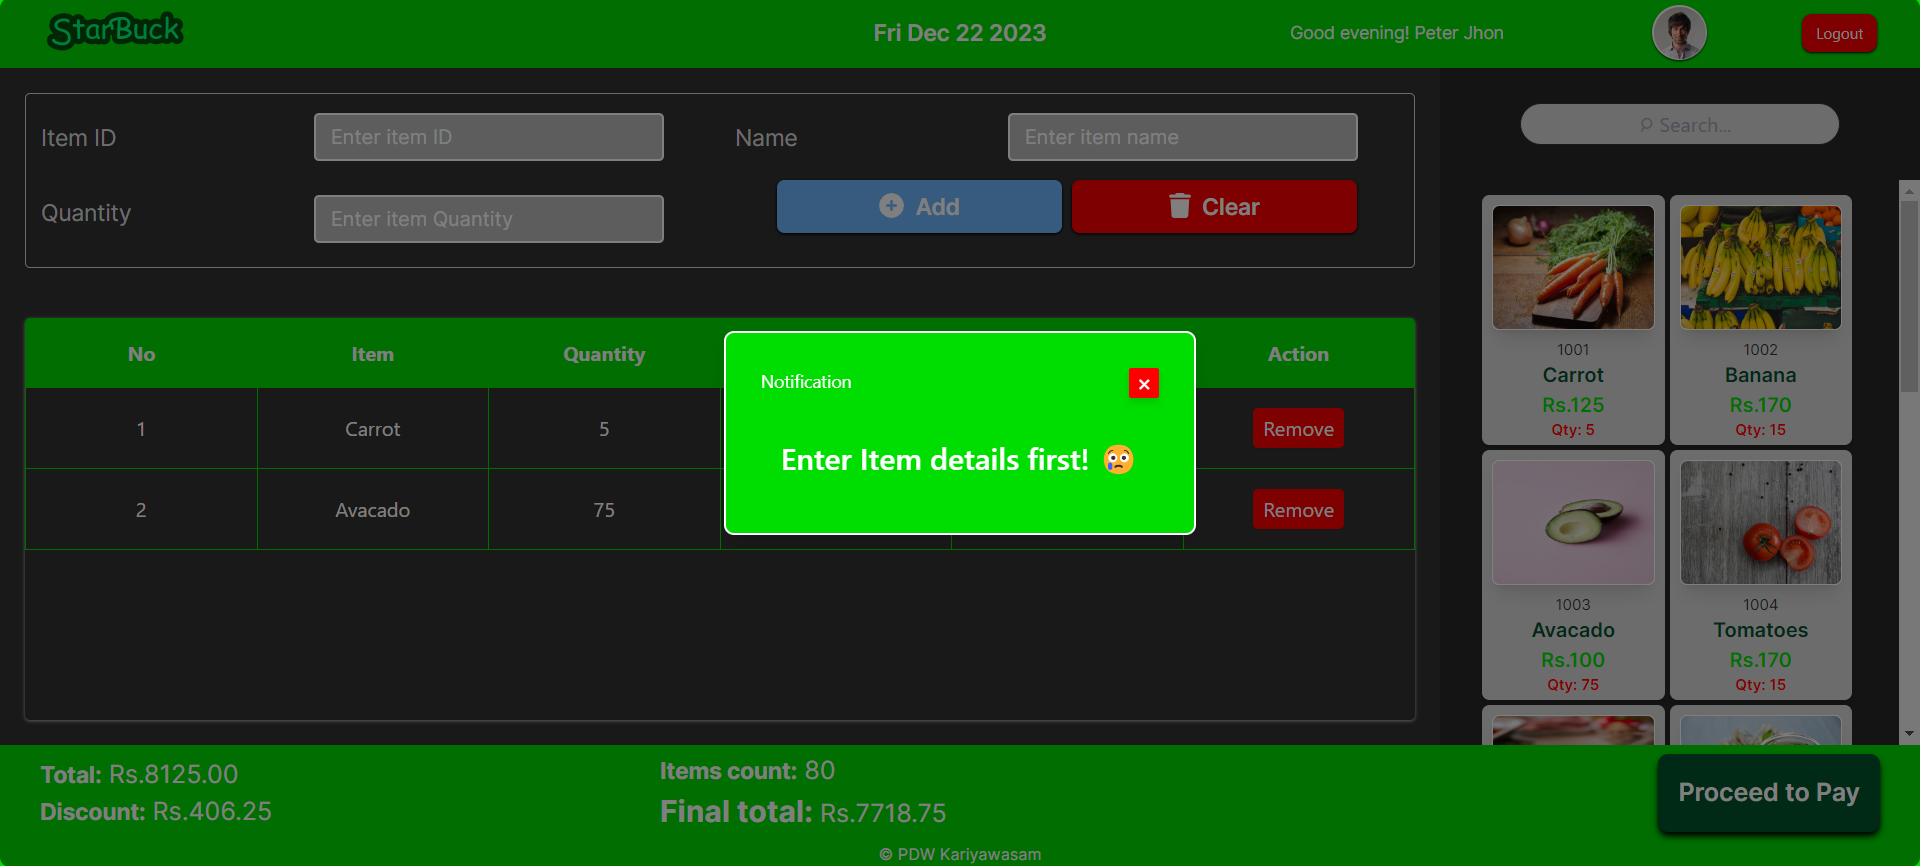 StarBuck
Fri Dec 22 2023
Good evening! Peter Jhon
Logout
Item ID
Enter item ID
Name
Enter item name
Quantity
Enter item Quantity
Add
Clear
Search...
No Item Quantity Action
1 Carrot 5 Remove
2 Avacado 75 Remove
Notification
×
Enter Item details first! 😢
1001
Carrot
Rs.125
Qty: 5
1002
Banana
Rs.170
Qty: 15
1003
Avacado
Rs.100
Qty: 75
1004
Tomatoes
Rs.170
Qty: 15
Total: Rs.8125.00
Discount: Rs.406.25
Items count: 80
Final total: Rs.7718.75
Proceed to Pay
© PDW Kariyawasam